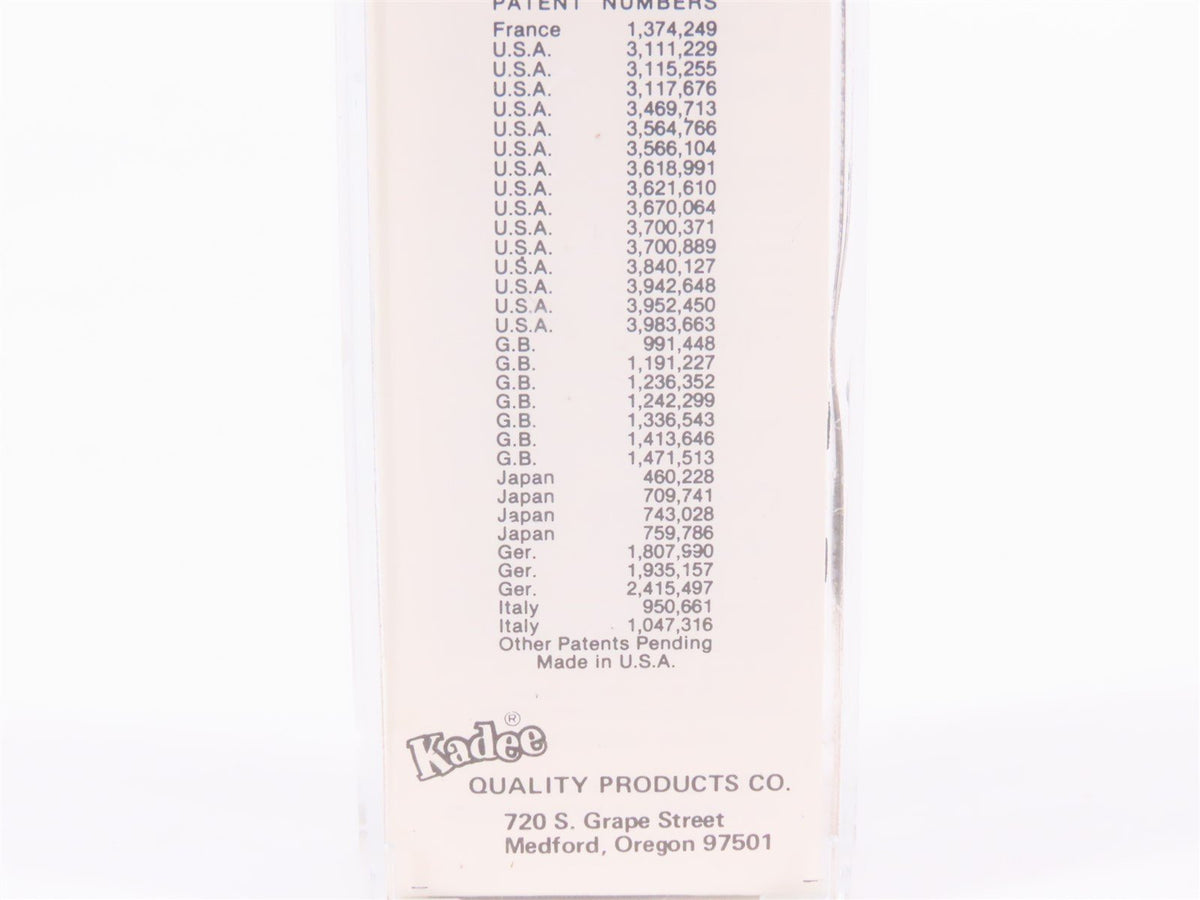 PATENT NUMBERS
France 1,374,249
U.S.A. 3,111,229
U.S.A. 3,115,255
U.S.A. 3,117,676
U.S.A. 3,469,713
U.S.A. 3,564,766
U.S.A. 3,566,104
U.S.A. 3,618,991
U.S.A. 3,621,610
U.S.A. 3,670,064
U.S.A. 3,700,371
U.S.A. 3,700,889
U.S.A. 3,840,127
U.S.A. 3,942,648
U.S.A. 3,952,450
U.S.A. 3,983,663
G.B. 991,448
G.B. 1,191,227
G.B. 1,236,352
G.B. 1,242,299
G.B. 1,336,543
G.B. 1,413,646
G.B. 1,471,513
Japan 460,228
Japan 709,741
Japan 743,028
Japan 759,786
Ger. 1,807,990
Ger. 1,935,157
Ger. 2,415,497
Italy 950,661
Italy 1,047,316
Other Patents Pending
Made in U.S.A.
Kadee®
QUALITY PRODUCTS CO.
720 S. Grape Street
Medford, Oregon 97501